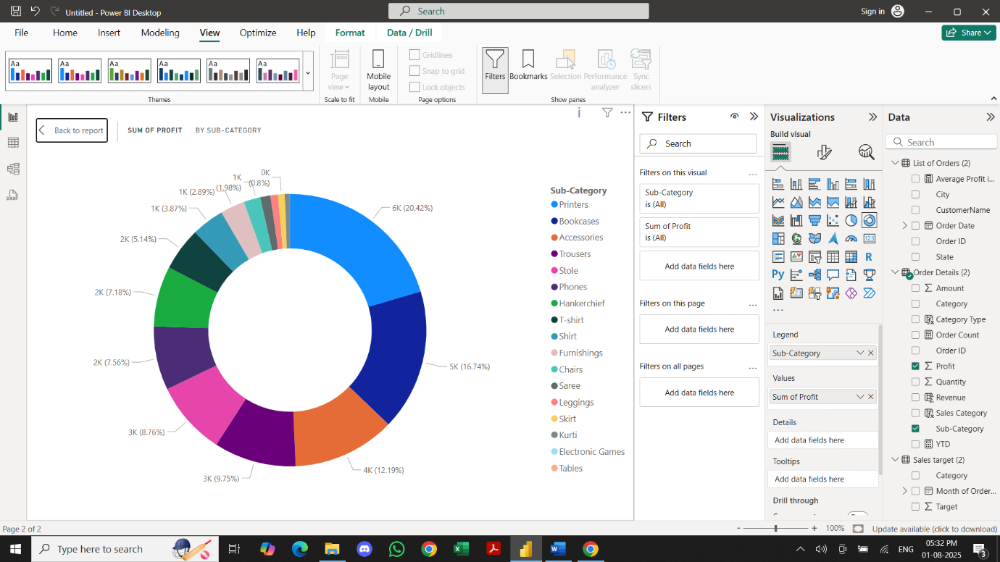 Untitled - Power BI Desktop
Search
Sign in
File Home Insert Modeling View Optimize Help Format Data / Drill
Share
Aa Aa Aa Aa Aa Aa
Page view
Mobile layout
Gridlines
Snap to grid
Lock objects
Filters
Bookmarks
Selection
Performance analyzer
Sync slicers
Themes
Scale to fit
Mobile
Page options
Show panes
Back to report
SUM OF PROFIT BY SUB-CATEGORY
6K (20.42%)
5K (16.74%)
4K (12.19%)
3K (9.75%)
3K (8.76%)
2K (7.56%)
2K (7.18%)
2K (5.14%)
1K (3.87%)
1K (2.89%)
1K
(1.98%)
(0.8%)
0K
Sub-Category
Printers
Bookcases
Accessories
Trousers
Stole
Phones
Hankerchief
T-shirt
Shirt
Furnishings
Chairs
Saree
Leggings
Skirt
Kurti
Electronic Games
Tables
Filters
Search
Filters on this visual
Sub-Category
is (All)
Sum of Profit
is (All)
Add data fields here
Filters on this page
Add data fields here
Filters on all pages
Add data fields here
Visualizations
Build visual
123
R
Py
Legend
Sub-Category
Values
Sum of Profit
Details
Add data fields here
Tooltips
Add data fields here
Drill through
Data
Search
List of Orders (2)
Average Profit i...
City
CustomerName
Order Date
Order ID
State
Order Details (2)
Amount
Category
Category Type
Order Count
Order ID
Profit
Quantity
Revenue
Sales Category
Sub-Category
YTD
Sales target (2)
Category
Month of Order...
Target
Page 2 of 2
100%
Update available (click to download)
Type here to search
ENG
05:32 PM
01-08-2025
3